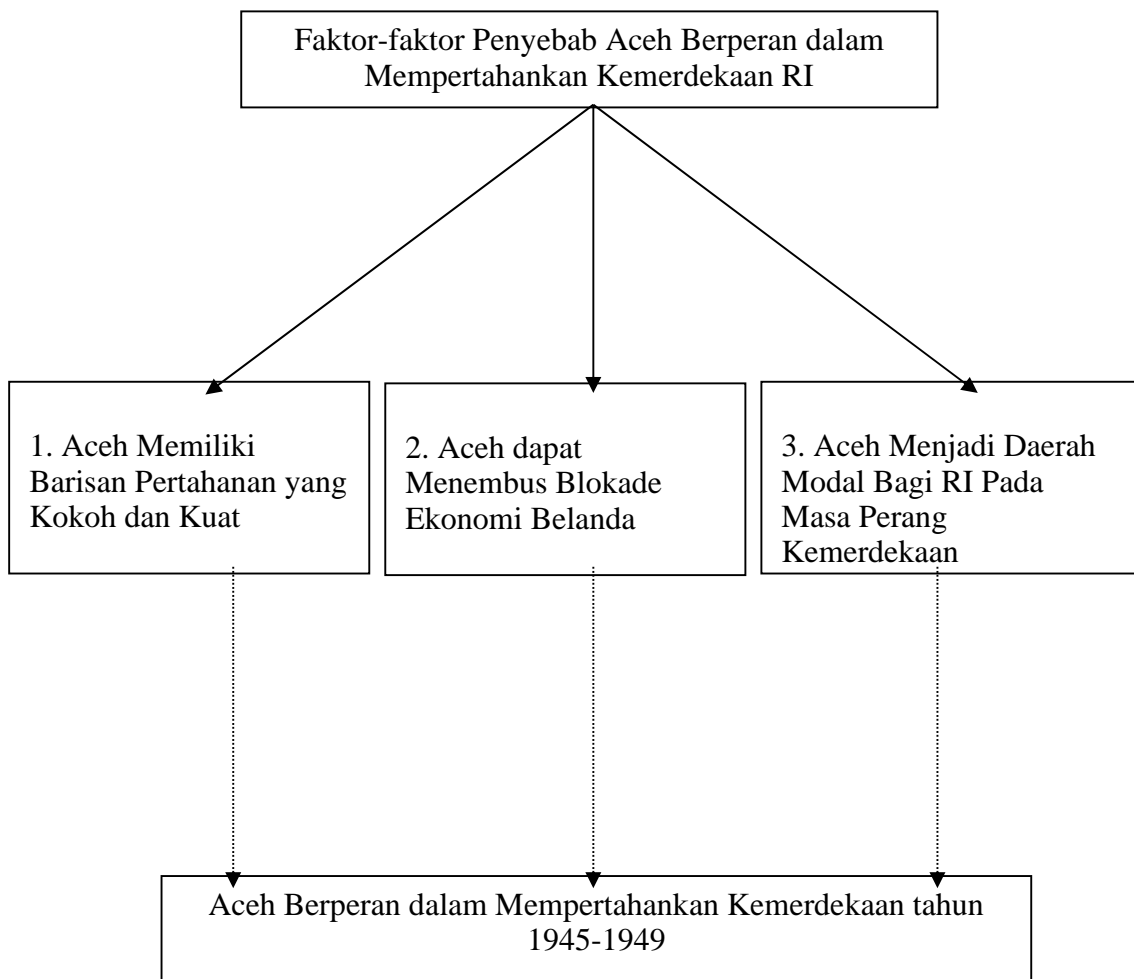 Faktor-faktor Penyebab Aceh Berperan dalam
Mempertahankan Kemerdekaan RI
1. Aceh Memiliki
Barisan Pertahanan yang
Kokoh dan Kuat
2. Aceh dapat
Menembus Blokade
Ekonomi Belanda
3. Aceh Menjadi Daerah
Modal Bagi RI Pada
Masa Perang
Kemerdekaan
Aceh Berperan dalam Mempertahankan Kemerdekaan tahun
1945-1949